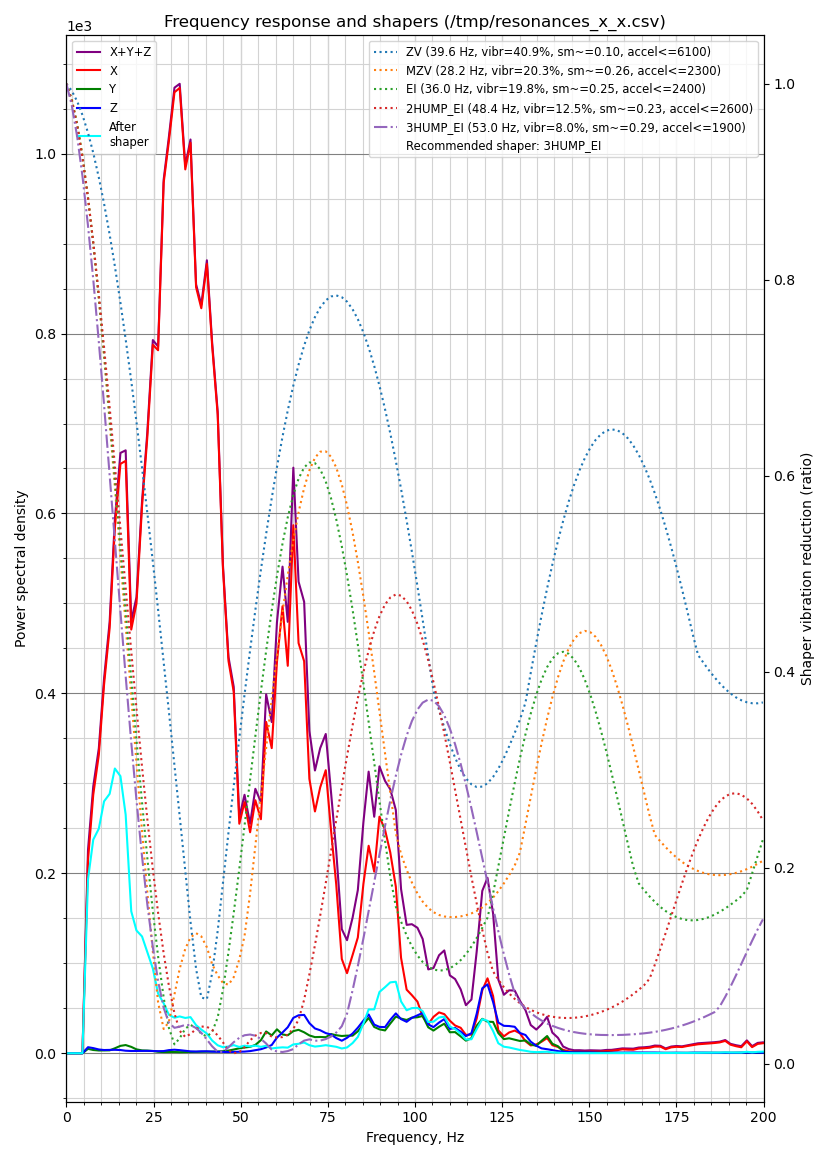 Frequency response and shapers (/tmp/resonances_x_x.csv)
1e3
X+Y+Z
X
Y
Z
After
shaper
ZV (39.6 Hz, vibr=40.9%, sm~=0.10, accel<=6100)
MZV (28.2 Hz, vibr=20.3%, sm~=0.26, accel<=2300)
EI (36.0 Hz, vibr=19.8%, sm~=0.25, accel<=2400)
2HUMP_EI (48.4 Hz, vibr=12.5%, sm~=0.23, accel<=2600)
3HUMP_EI (53.0 Hz, vibr=8.0%, sm~=0.29, accel<=1900)
Recommended shaper: 3HUMP_EI
Power spectral density
1.0
0.8
0.6
0.4
0.2
0.0
1.0
0.8
0.6
0.4
0.2
0.0
Shaper vibration reduction (ratio)
0 25 50 75 100 125 150 175 200
Frequency, Hz